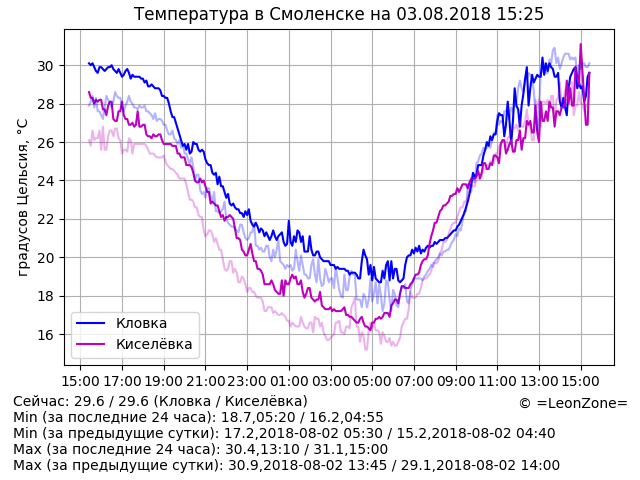 Температура в Смоленске на 03.08.2018 15:25
градусов Цельсия, °C
30
28
26
24
22
20
18
16
Кловка
Киселёвка
15:00 17:00 19:00 21:00 23:00 01:00 03:00 05:00 07:00 09:00 11:00 13:00 15:00
Сейчас: 29.6 / 29.6 (Кловка / Киселёвка)
© =LeonZone=
Min (за последние 24 часа): 18.7,05:20 / 16.2,04:55
Min (за предыдущие сутки): 17.2,2018-08-02 05:30 / 15.2,2018-08-02 04:40
Max (за последние 24 часа): 30.4,13:10 / 31.1,15:00
Max (за предыдущие сутки): 30.9,2018-08-02 13:45 / 29.1,2018-08-02 14:00